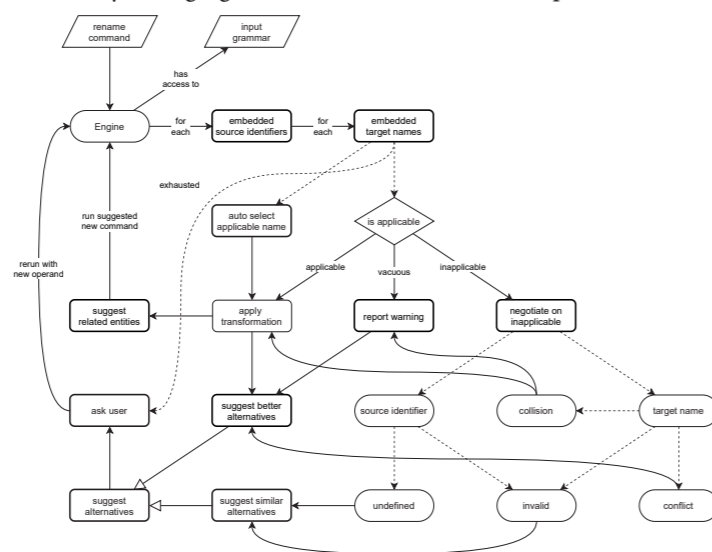 rename
command
input
grammar
has
access to
Engine
for
each
embedded
source identifiers
for
each
embedded
target names
exhausted
run suggested
new command
auto select
applicable name
is applicable
rerun with
new operand
applicable
vacuous
inapplicable
suggest
related entities
apply
transformation
report warning
negotiate on
inapplicable
ask user
suggest better
alternatives
source identifier
collision
target name
suggest
alternatives
suggest similar
alternatives
undefined
invalid
conflict